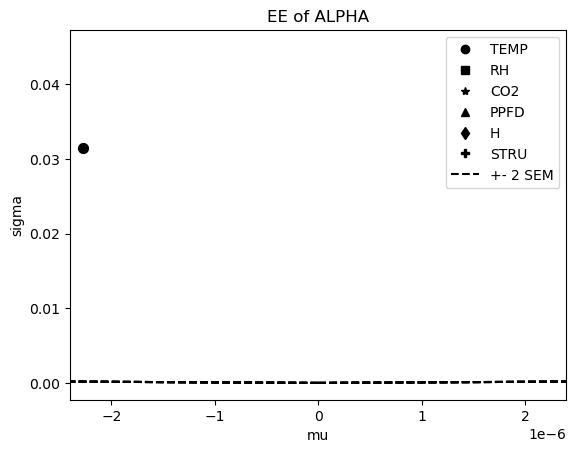 EE of ALPHA
TEMP
RH
CO2
PPFD
H
STRU
+- 2 SEM
sigma
0.04
0.03
0.02
0.01
0.00
−2
−1
0
1
2
1e−6
mu